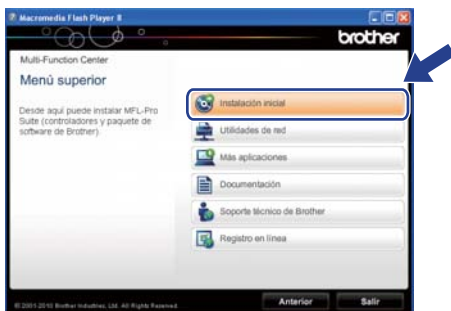 Macromedia Flash Player 8
brother
Multi-Function Center
Menú superior
Desde aquí puede instalar MFL-Pro
Suite (controladores y paquete de
software de Brother).
Instalación inicial
Utilidades de red
Más aplicaciones
Documentación
Soporte técnico de Brother
Registro en línea
© 2001-2010 Brother Industries, Ltd. All Rights Reserved.
Anterior
Salir